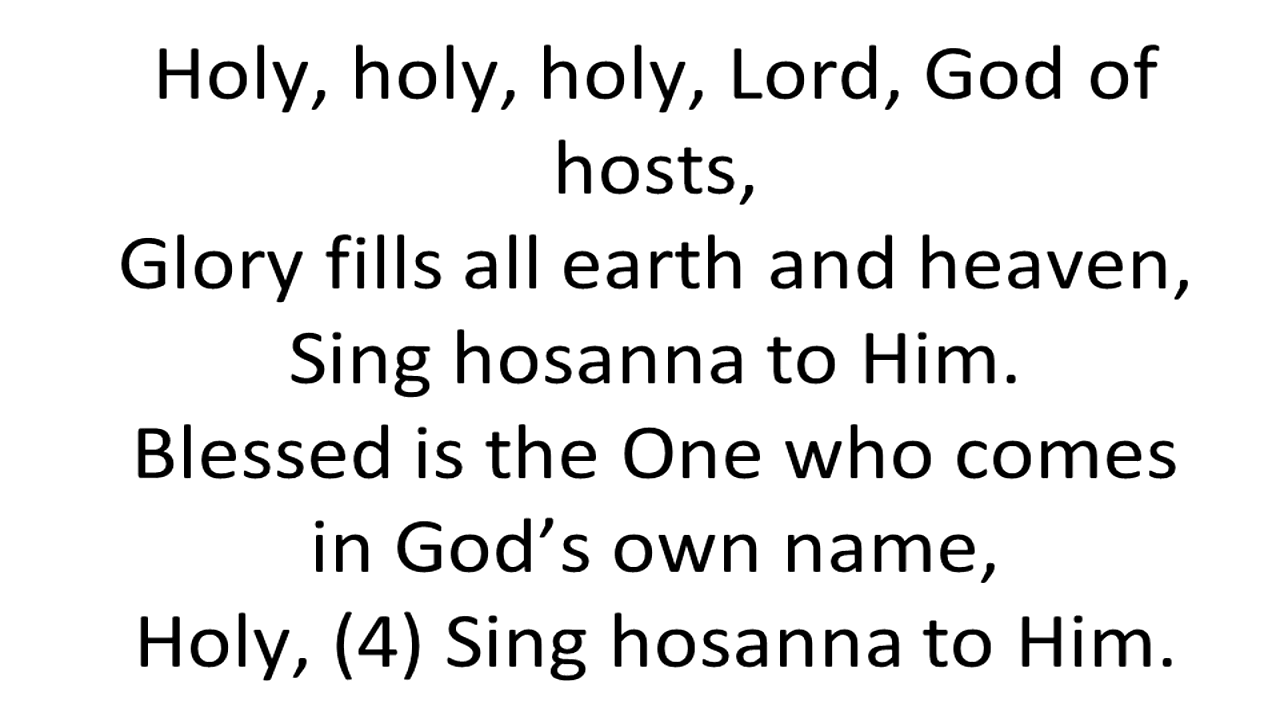 Holy, holy, holy, Lord, God of
hosts,
Glory fills all earth and heaven,
Sing hosanna to Him.
Blessed is the One who comes
in God’s own name,
Holy, (4) Sing hosanna to Him.